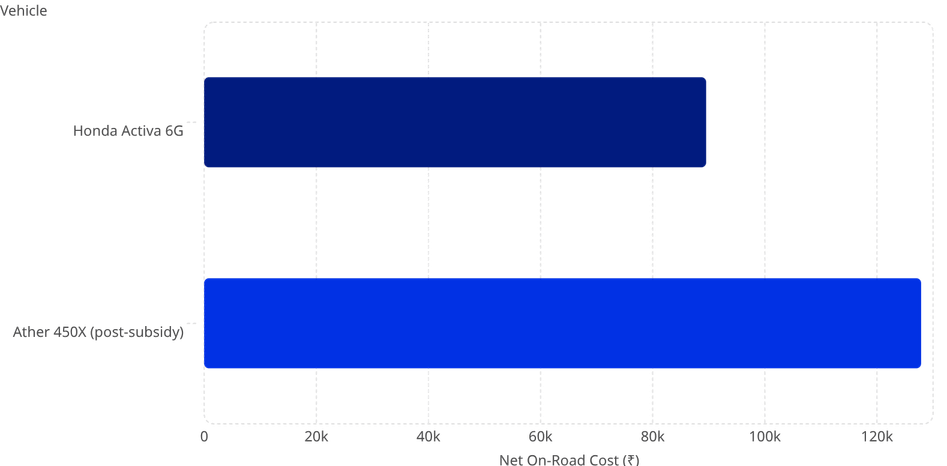 Vehicle
Honda Activa 6G
Ather 450X (post-subsidy)
0 20k 40k 60k 80k 100k 120k
Net On-Road Cost (₹)